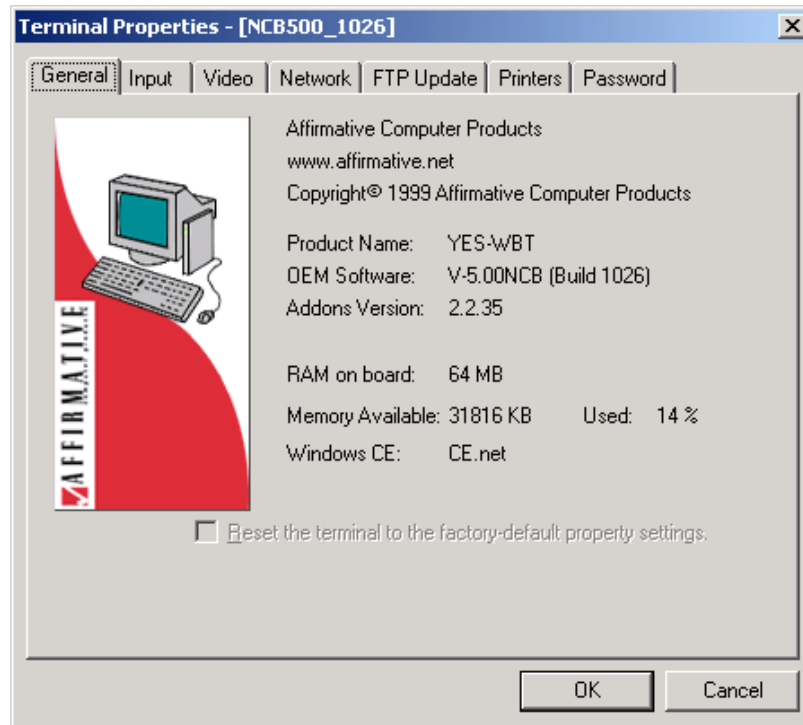 Terminal Properties - [NCB500_1026]
General Input Video Network FTP Update Printers Password
Affirmative Computer Products
www.affirmative.net
Copyright© 1999 Affirmative Computer Products
Product Name: YES-WBT
OEM Software: V-5.00NCB (Build 1026)
Addons Version: 2.2.35
RAM on board: 64 MB
Memory Available: 31816 KB Used: 14 %
Windows CE: CE.net
AFFIRMATIVE
Reset the terminal to the factory-default property settings.
OK Cancel